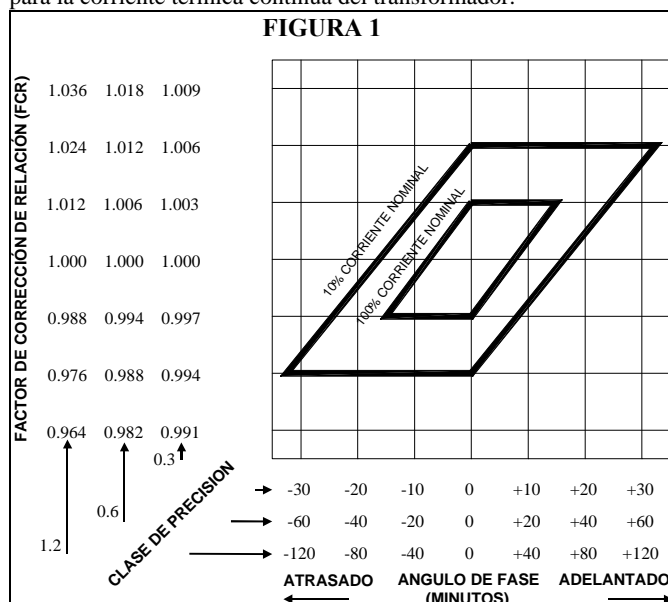 para la corriente térmica continua del transformador.
FIGURA 1
FACTOR DE CORRECCIÓN DE RELACIÓN (FCR)
1.036 1.018 1.009
1.024 1.012 1.006
1.012 1.006 1.003
1.000 1.000 1.000
0.988 0.994 0.997
0.976 0.988 0.994
0.964 0.982 0.991
10% CORRIENTE NOMINAL
100% CORRIENTE NOMINAL
0.3
0.6
1.2
CLASE DE PRECISION
-30 -20 -10 0 +10 +20 +30
-60 -40 -20 0 +20 +40 +60
-120 -80 -40 0 +40 +80 +120
ATRASADO ANGULO DE FASE ADELANTADO
(MINUTOS)